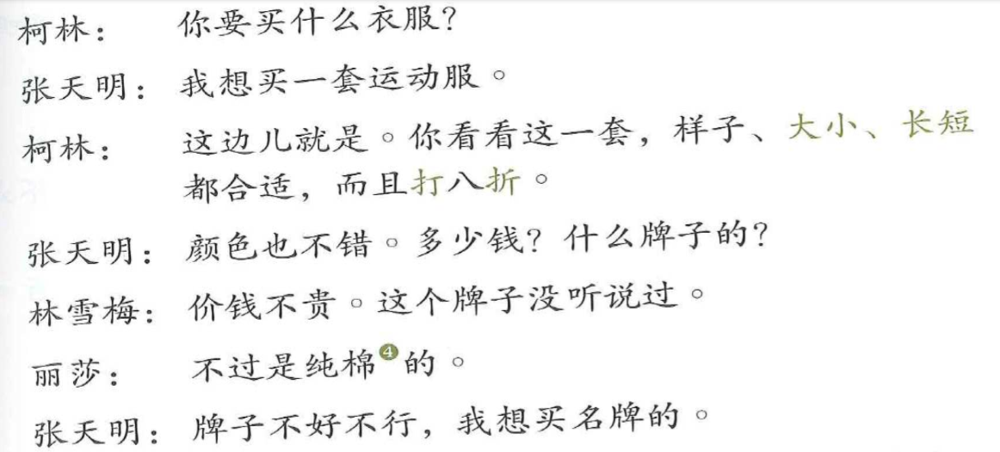 柯林： 你要买什么衣服？
张天明： 我想买一套运动服。
柯林： 这边儿就是。你看看这一套，样子、大小、长短
都合适，而且打八折。
张天明： 颜色也不错。多少钱？什么牌子的？
林雪梅： 价钱不贵。这个牌子没听说过。
丽莎： 不过是纯棉❹的。
张天明： 牌子不好不行，我想买名牌的。